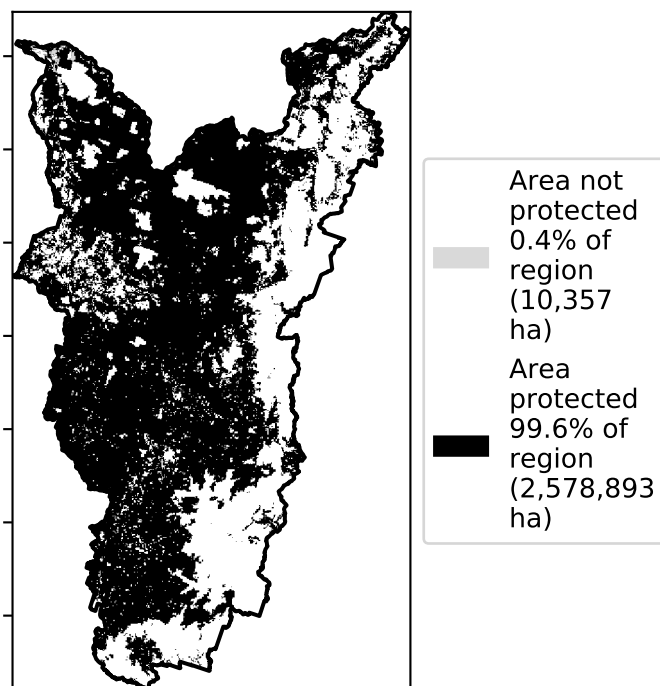 Area not
protected
0.4% of
region
(10,357
ha)
Area
protected
99.6% of
region
(2,578,893
ha)